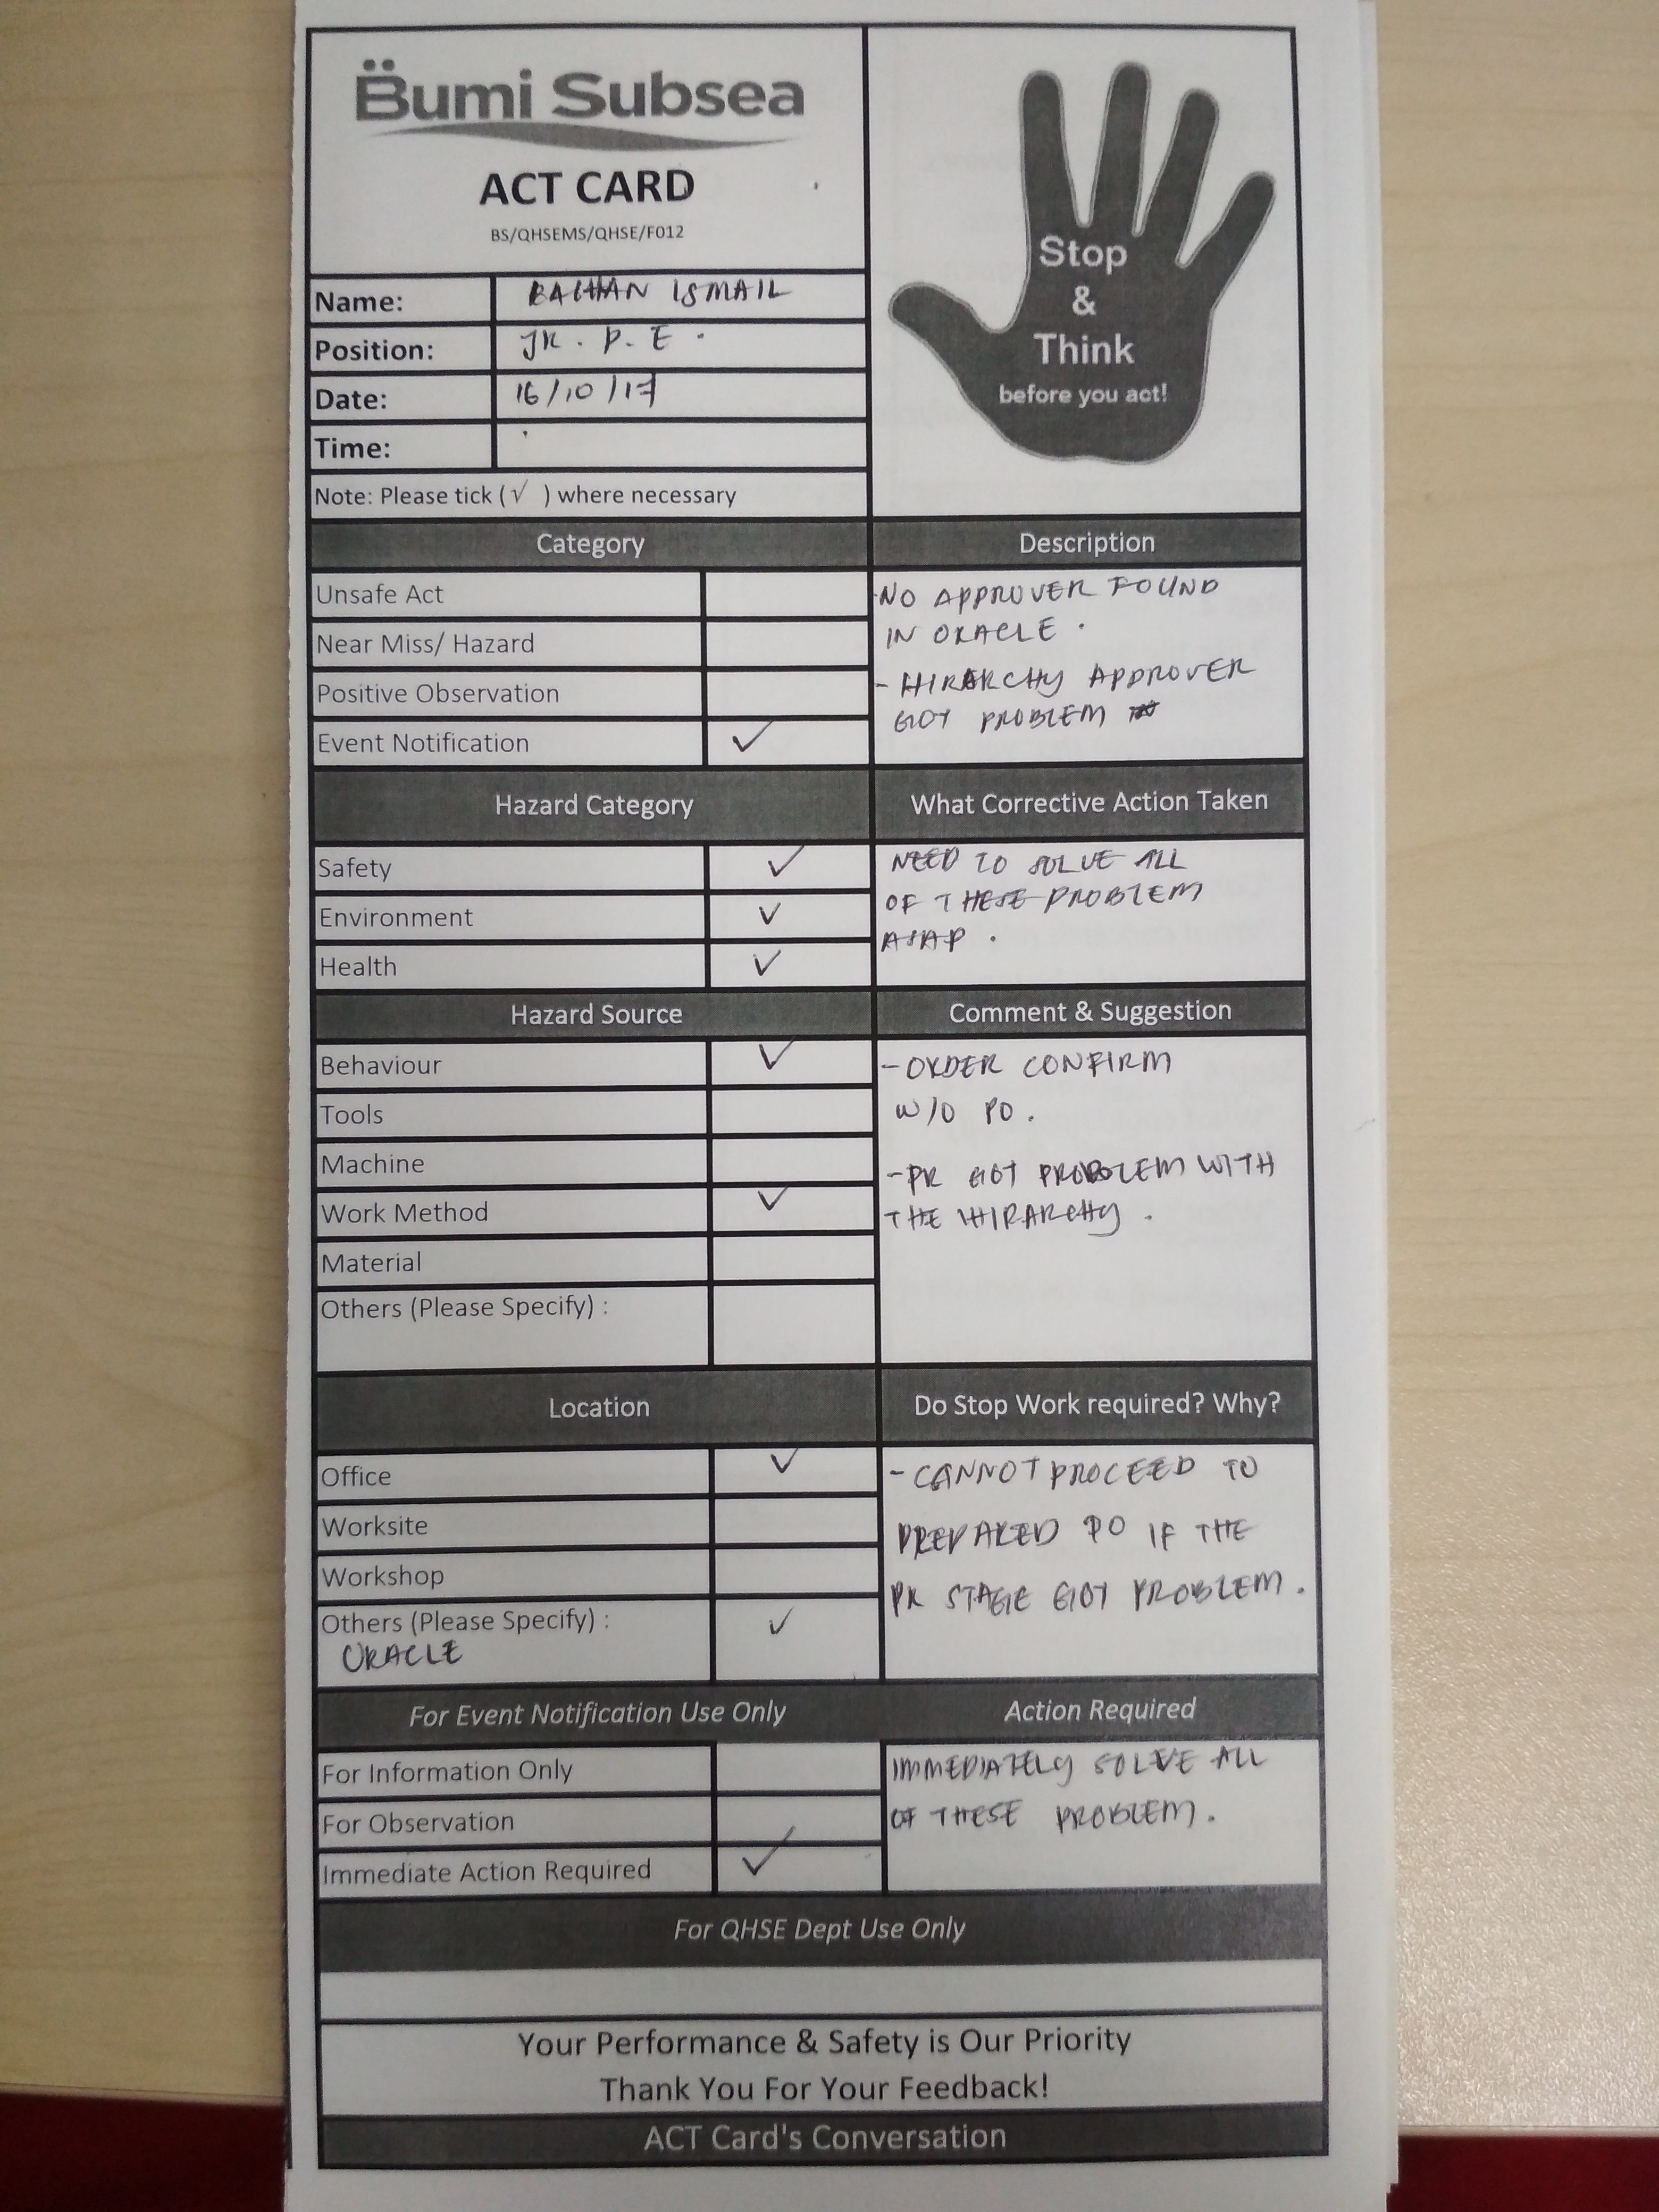 Bumi Subsea
ACT CARD
BS/QHSEMS/QHSE/F012
Stop
&
Think
before you act!
Name: ISMAIL
Position: JR. P. E.
Date: 16/10/17
Time:
Note: Please tick (√ ) where necessary
Category
Unsafe Act
Near Miss/ Hazard
Positive Observation
Event Notification ✓
Description
-NO APPROVER FOUND
IN ORACLE.
- HIRARCHY APPROVER
GOT PROBLEM
Hazard Category
Safety ✓
Environment ✓
Health ✓
What Corrective Action Taken
NEED TO SOLVE ALL
OF THESE PROBLEM
ASAP.
Hazard Source
Behaviour ✓
Tools
Machine
Work Method ✓
Material
Others (Please Specify) :
Comment & Suggestion
-ORDER CONFIRM
W/O PO.
-PR GOT PROBLEM WITH
THE HIRARCHY.
Location
Office ✓
Worksite
Workshop
Others (Please Specify) : ✓
ORACLE
Do Stop Work required? Why?
-CANNOT PROCEED TO
PREPARED PO IF THE
PR STAGE GOT PROBLEM.
For Event Notification Use Only
For Information Only
For Observation
Immediate Action Required ✓
Action Required
IMMEDIATELY SOLVE ALL
OF THESE PROBLEM.
For QHSE Dept Use Only
Your Performance & Safety is Our Priority
Thank You For Your Feedback!
ACT Card's Conversation